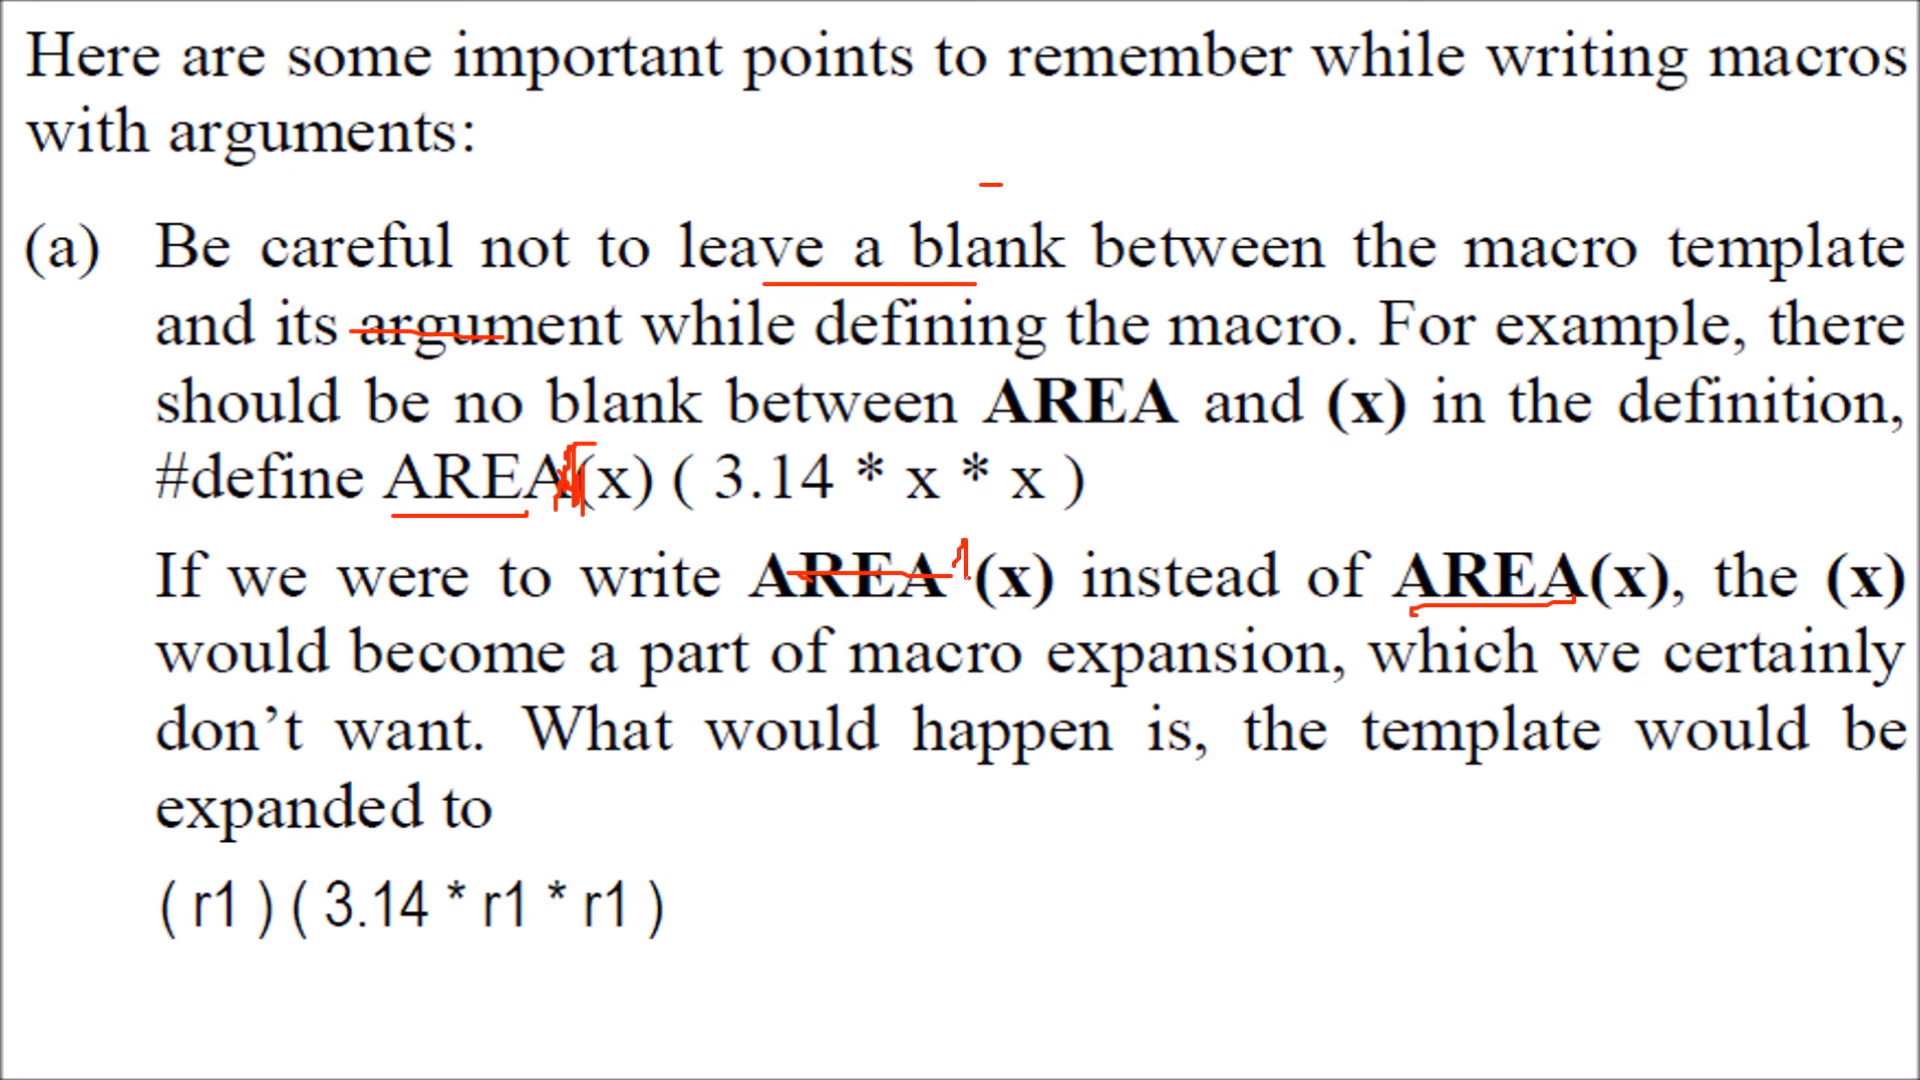 Here are some important points to remember while writing macros
with arguments:
(a) Be careful not to leave a blank between the macro template
and its argument while defining the macro. For example, there
should be no blank between AREA and (x) in the definition,
#define AREA(x) ( 3.14 * x * x )
If we were to write AREA (x) instead of AREA(x), the (x)
would become a part of macro expansion, which we certainly
don’t want. What would happen is, the template would be
expanded to
( r1 ) ( 3.14 * r1 * r1 )